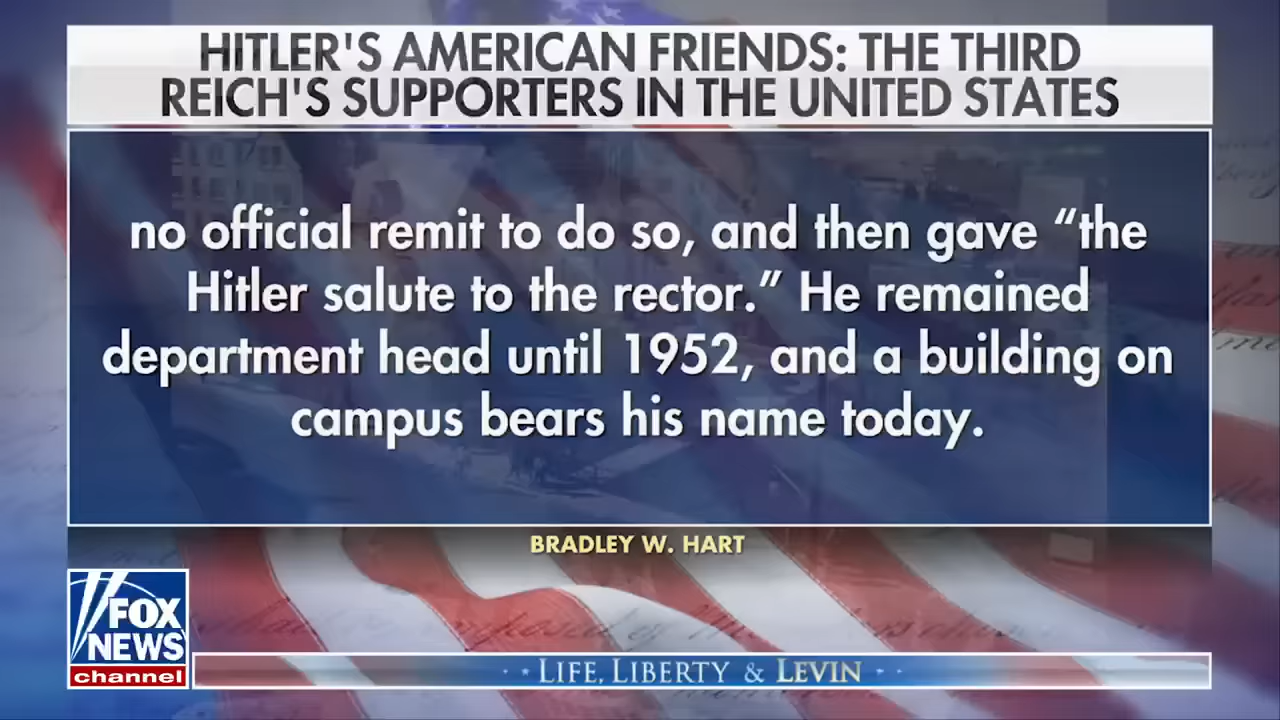 HITLER'S AMERICAN FRIENDS: THE THIRD
REICH'S SUPPORTERS IN THE UNITED STATES
no official remit to do so, and then gave “the
Hitler salute to the rector.” He remained
department head until 1952, and a building on
campus bears his name today.
BRADLEY W. HART
FOX
NEWS
channel
LIFE, LIBERTY & LEVIN